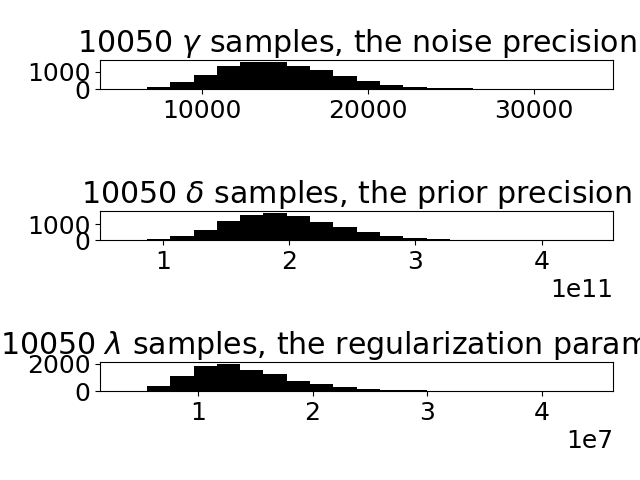 10050 γ samples, the noise precision
1000
0
10000 20000 30000
10050 δ samples, the prior precision
1000
0
1 2 3 4
1e11
10050 λ samples, the regularization param
2000
0
1 2 3 4
1e7